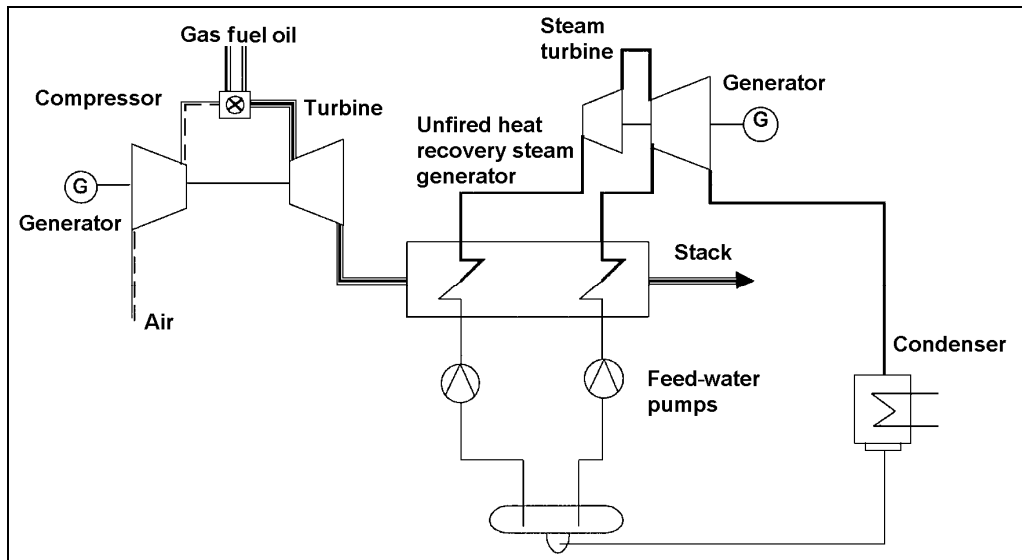 Gas fuel oil
Steam
turbine
Compressor
Turbine
Generator
G
Unfired heat
recovery steam
generator
G
Generator
Stack
Air
Condenser
Feed-water
pumps